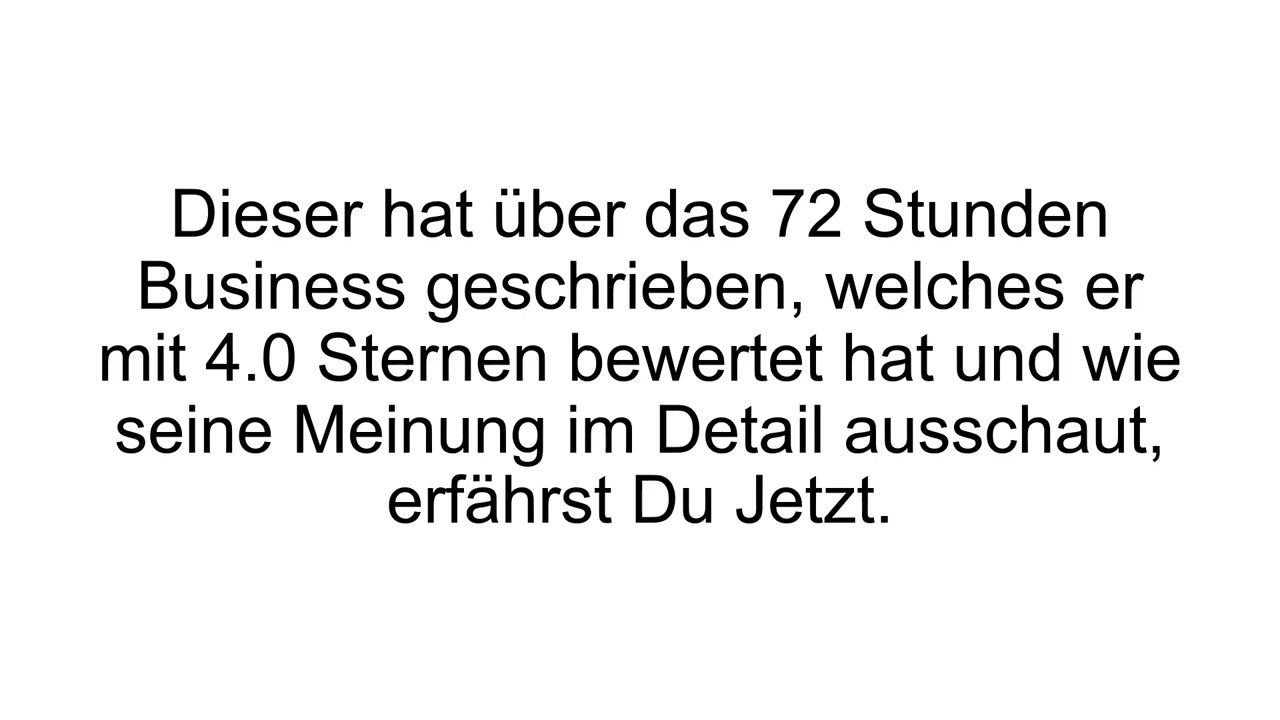 Dieser hat über das 72 Stunden
Business geschrieben, welches er
mit 4.0 Sternen bewertet hat und wie
seine Meinung im Detail ausschaut,
erfährst Du Jetzt.